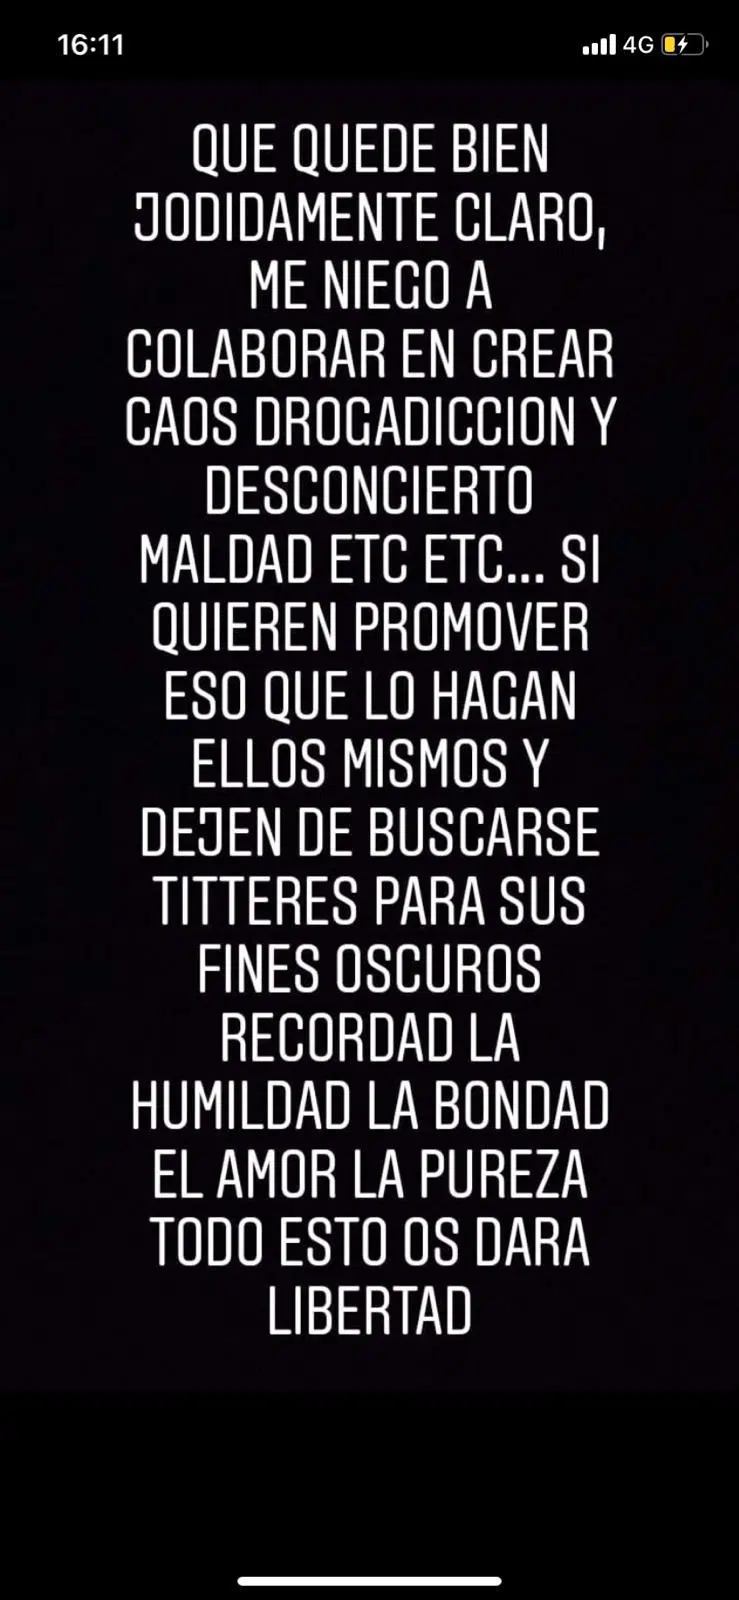 16:11
4G
QUE QUEDE BIEN
JODIDAMENTE CLARO,
ME NIEGO A
COLABORAR EN CREAR
CAOS DROGADICCION Y
DESCONCIERTO
MALDAD ETC ETC... SI
QUIEREN PROMOVER
ESO QUE LO HAGAN
ELLOS MISMOS Y
DEJEN DE BUSCARSE
TITTERES PARA SUS
FINES OSCUROS
RECORDAD LA
HUMILDAD LA BONDAD
EL AMOR LA PUREZA
TODO ESTO OS DARA
LIBERTAD